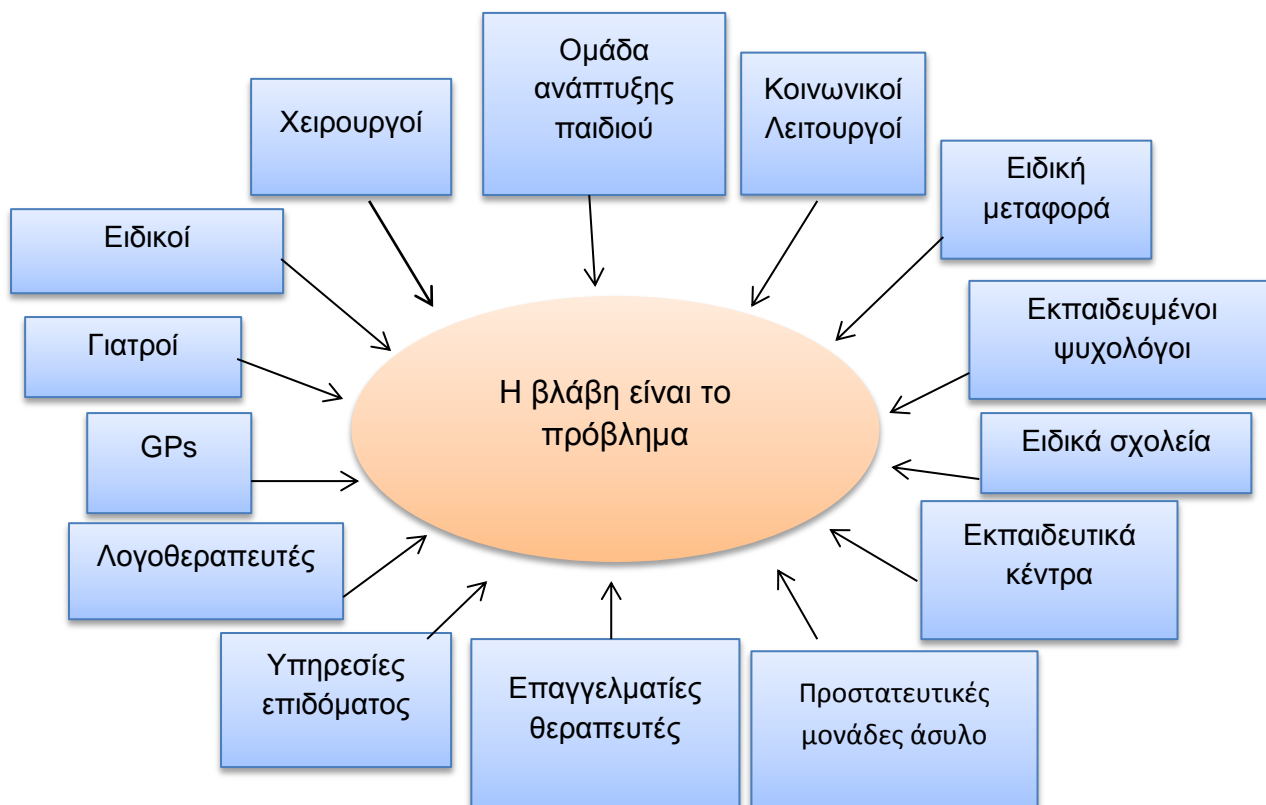 Ομάδα
ανάπτυξης
παιδιού
Κοινωνικοί
Λειτουργοί
Χειρουργοί
Ειδική
μεταφορά
Ειδικοί
Εκπαιδευμένοι
ψυχολόγοι
Γιατροί
Η βλάβη είναι το
πρόβλημα
GPs
Ειδικά σχολεία
Λογοθεραπευτές
Εκπαιδευτικά
κέντρα
Υπηρεσίες
επιδόματος
Επαγγελματίες
θεραπευτές
Προστατευτικές
μονάδες άσυλο